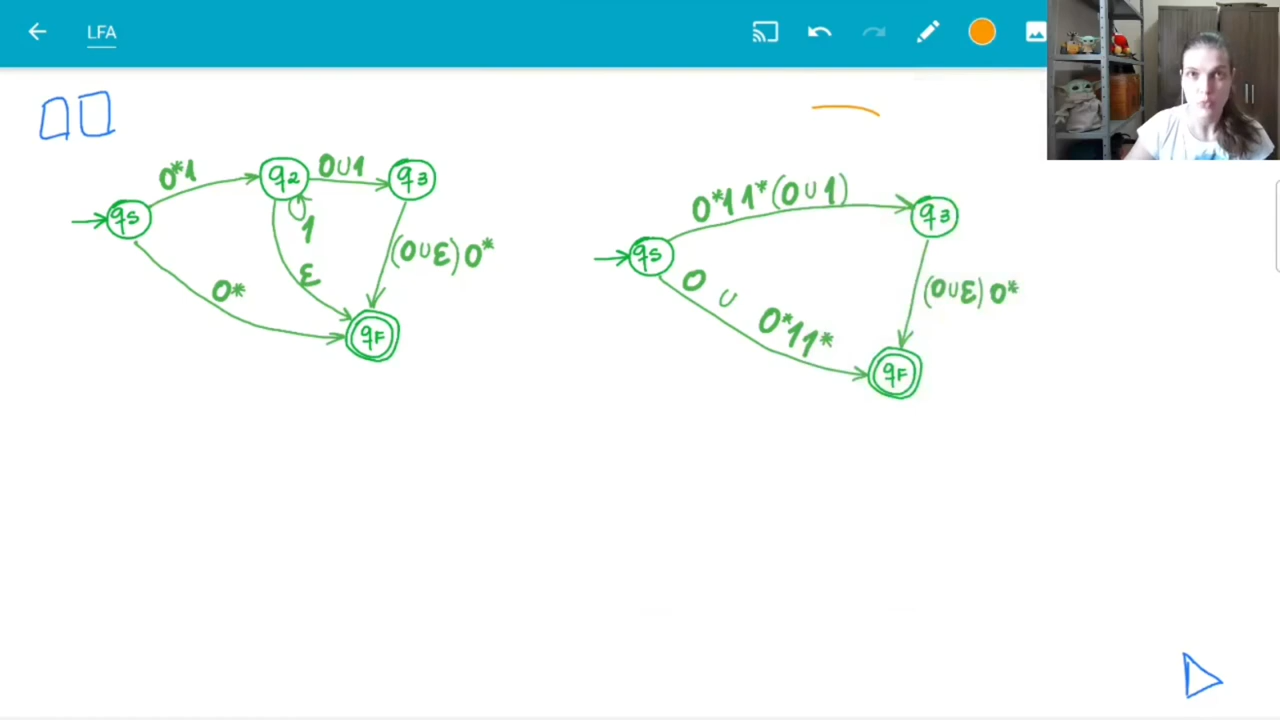 LFA
0*1
q2
0∪1
q3
qs
1
(0∪ε)0*
ε
0*
qF
0*11*(0∪1)
q3
qs
0 ∪ 0*11*
(0∪ε)0*
qF